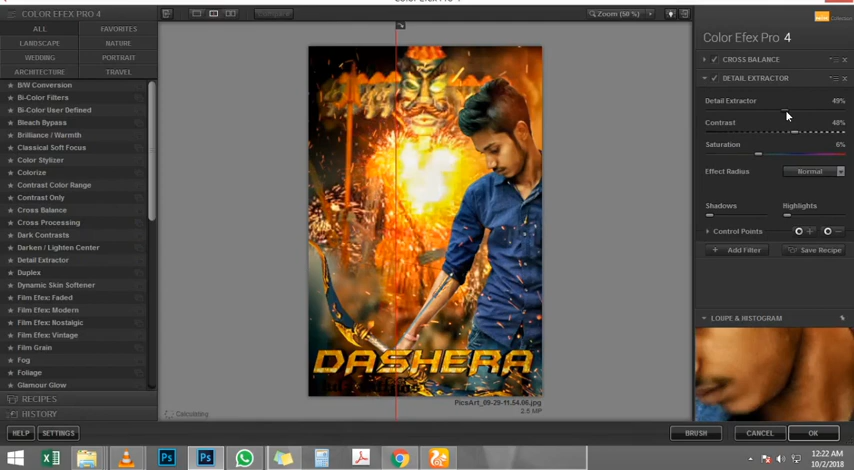 COLOR EFEX PRO 4
ALL
FAVORITES
LANDSCAPE
NATURE
WEDDING
PORTRAIT
ARCHITECTURE
TRAVEL
B/W Conversion
Bi-Color Filters
Bi-Color User Defined
Bleach Bypass
Brilliance / Warmth
Classical Soft Focus
Color Stylizer
Colorize
Contrast Color Range
Contrast Only
Cross Balance
Cross Processing
Dark Contrasts
Darken / Lighten Center
Detail Extractor
Duplex
Dynamic Skin Softener
Film Efex: Faded
Film Efex: Modern
Film Efex: Nostalgic
Film Efex: Vintage
Film Grain
Fog
Foliage
Glamour Glow
RECIPES
HISTORY
HELP
SETTINGS
Zoom (50 %)
DASHERA
PicsArt_09-29-11.54.06.jpg
2.5 MP
Calculating
Collection
Color Efex Pro 4
CROSS BALANCE
DETAIL EXTRACTOR
Detail Extractor
49%
Contrast
48%
Saturation
6%
Effect Radius
Normal
Shadows
Highlights
Control Points
Add Filter
Save Recipe
LOUPE & HISTOGRAM
BRUSH
CANCEL
OK
Ps
Ps
12:22 AM
10/2/2018